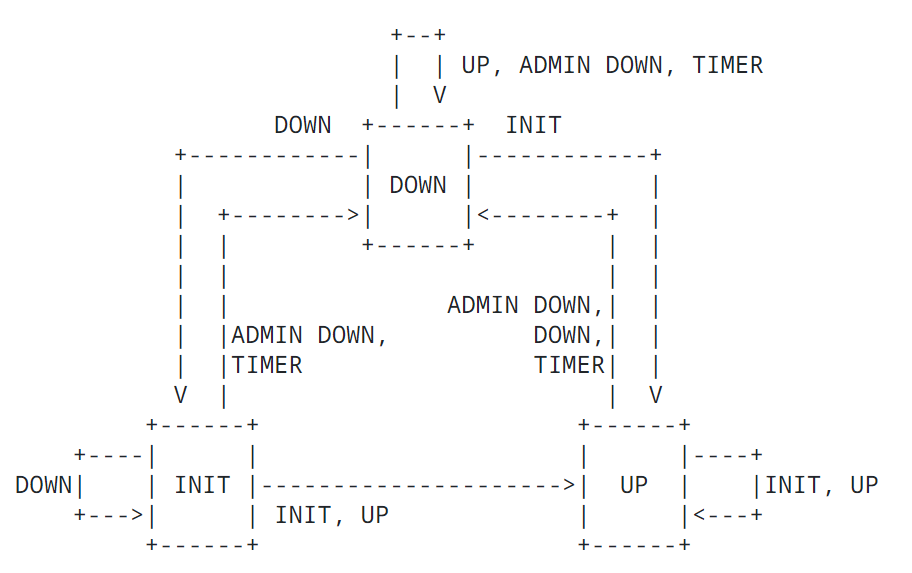 +--+
|  | UP, ADMIN DOWN, TIMER
|  V
DOWN  +------+  INIT
+------------|      |------------+
|            | DOWN |            |
|  +-------->|      |<--------+  |
|  |         +------+         |  |
|  |                          |  |
|  |               ADMIN DOWN,|  |
|  |ADMIN DOWN,          DOWN,|  |
|  |TIMER                TIMER|  |
V  |                          |  V
+------+                      +------+
+----|      |                      |      |----+
DOWN|    | INIT |--------------------->|  UP  |    |INIT, UP
+--->|      | INIT, UP             |      |<---+
+------+                      +------+